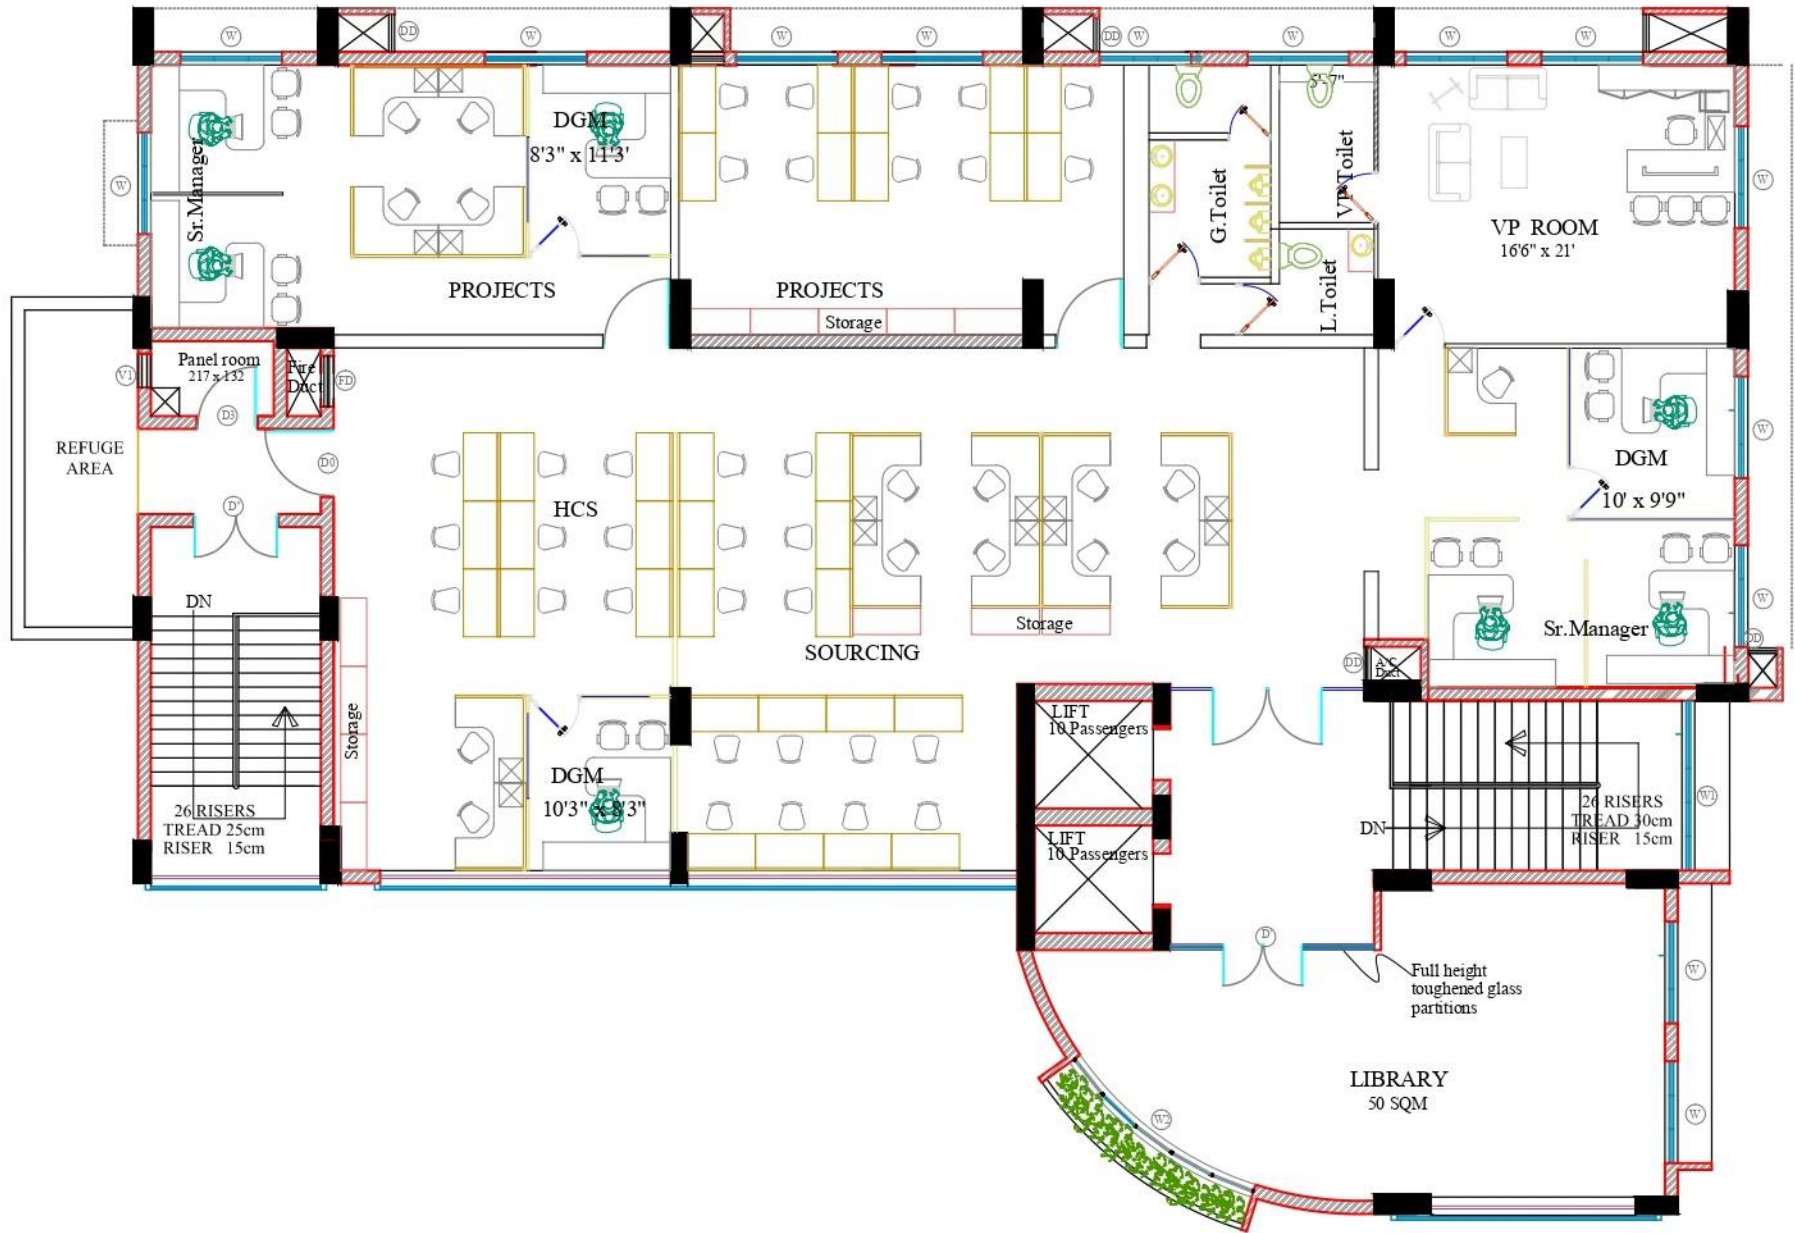 W
DD
W
W
W
DD
W
W
W
W
DGM
8'3" x 11'3'
Sr.Manager
W
PROJECTS
PROJECTS
Storage
G.Toilet
5'-7"
VP Toilet
L.Toilet
VP ROOM
16'6" x 21'
W
Panel room
217 x 132
Fire
Duct
V1
FD
D3
REFUGE
AREA
D0
D'
HCS
SOURCING
Storage
W
DGM
10' x 9'9"
W
Sr.Manager
DD
DD
A/C
Duct
DN
26 RISERS
TREAD 25cm
RISER 15cm
Storage
DGM
10'3" x 8'3"
LIFT
10 Passengers
LIFT
10 Passengers
DN
26 RISERS
TREAD 30cm
RISER 15cm
W1
D'
Full height
toughened glass
partitions
W
LIBRARY
50 SQM
W2
W